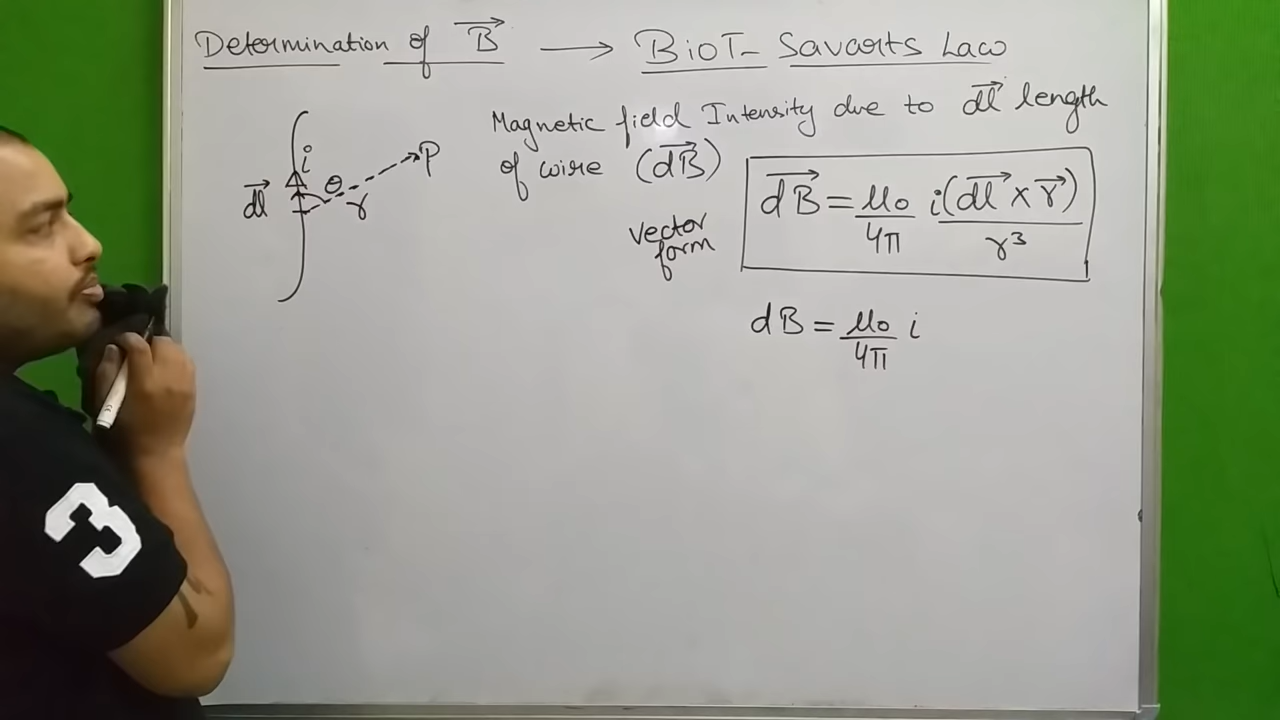 Determination of B → BioT-Savarts Law
Magnetic field Intensity due to dl length
of wire (dB)
i
θ
P
dl
r
vector
form
dB = μ0/4π i(dl × r)/r³
dB = μ0/4π i
3